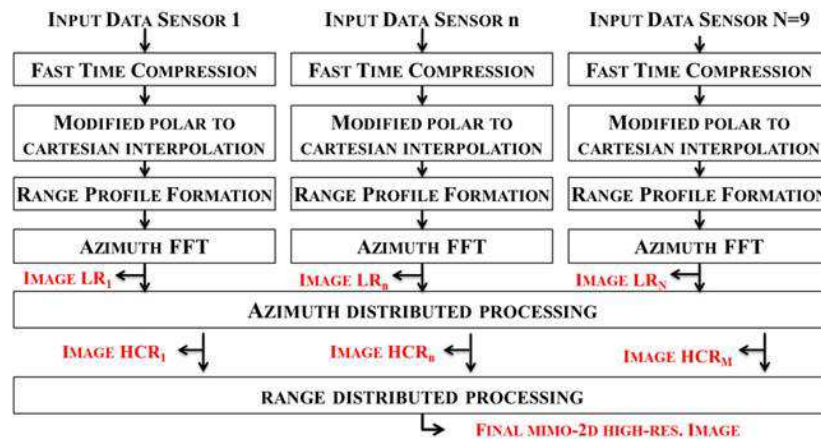 INPUT DATA SENSOR 1 INPUT DATA SENSOR n INPUT DATA SENSOR N=9
FAST TIME COMPRESSION FAST TIME COMPRESSION FAST TIME COMPRESSION
MODIFIED POLAR TO MODIFIED POLAR TO MODIFIED POLAR TO
CARTESIAN INTERPOLATION CARTESIAN INTERPOLATION CARTESIAN INTERPOLATION
RANGE PROFILE FORMATION RANGE PROFILE FORMATION RANGE PROFILE FORMATION
AZIMUTH FFT AZIMUTH FFT AZIMUTH FFT
IMAGE LR1 IMAGE LRn IMAGE LRN
AZIMUTH DISTRIBUTED PROCESSING
IMAGE HCR1 IMAGE HCRn IMAGE HCRM
RANGE DISTRIBUTED PROCESSING
FINAL MIMO-2D HIGH-RES. IMAGE